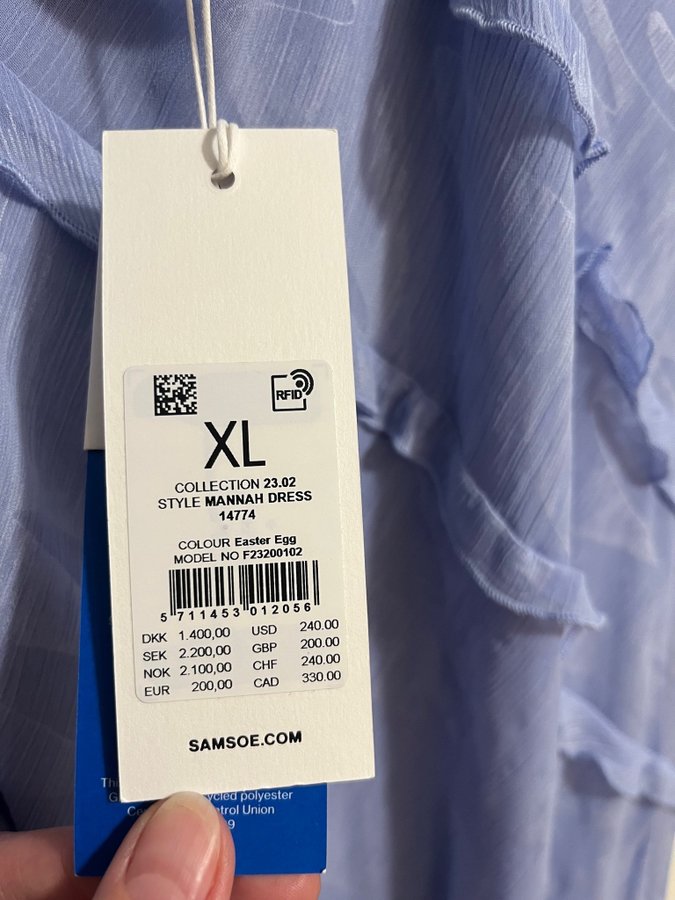 RFID
XL
COLLECTION 23.02
STYLE MANNAH DRESS
14774
COLOUR Easter Egg
MODEL NO F23200102
5 711453 012056
DKK 1.400,00 USD 240.00
SEK 2.200,00 GBP 200.00
NOK 2.100,00 CHF 240.00
EUR 200,00 CAD 330.00
SAMSOE.COM
polyester
Union